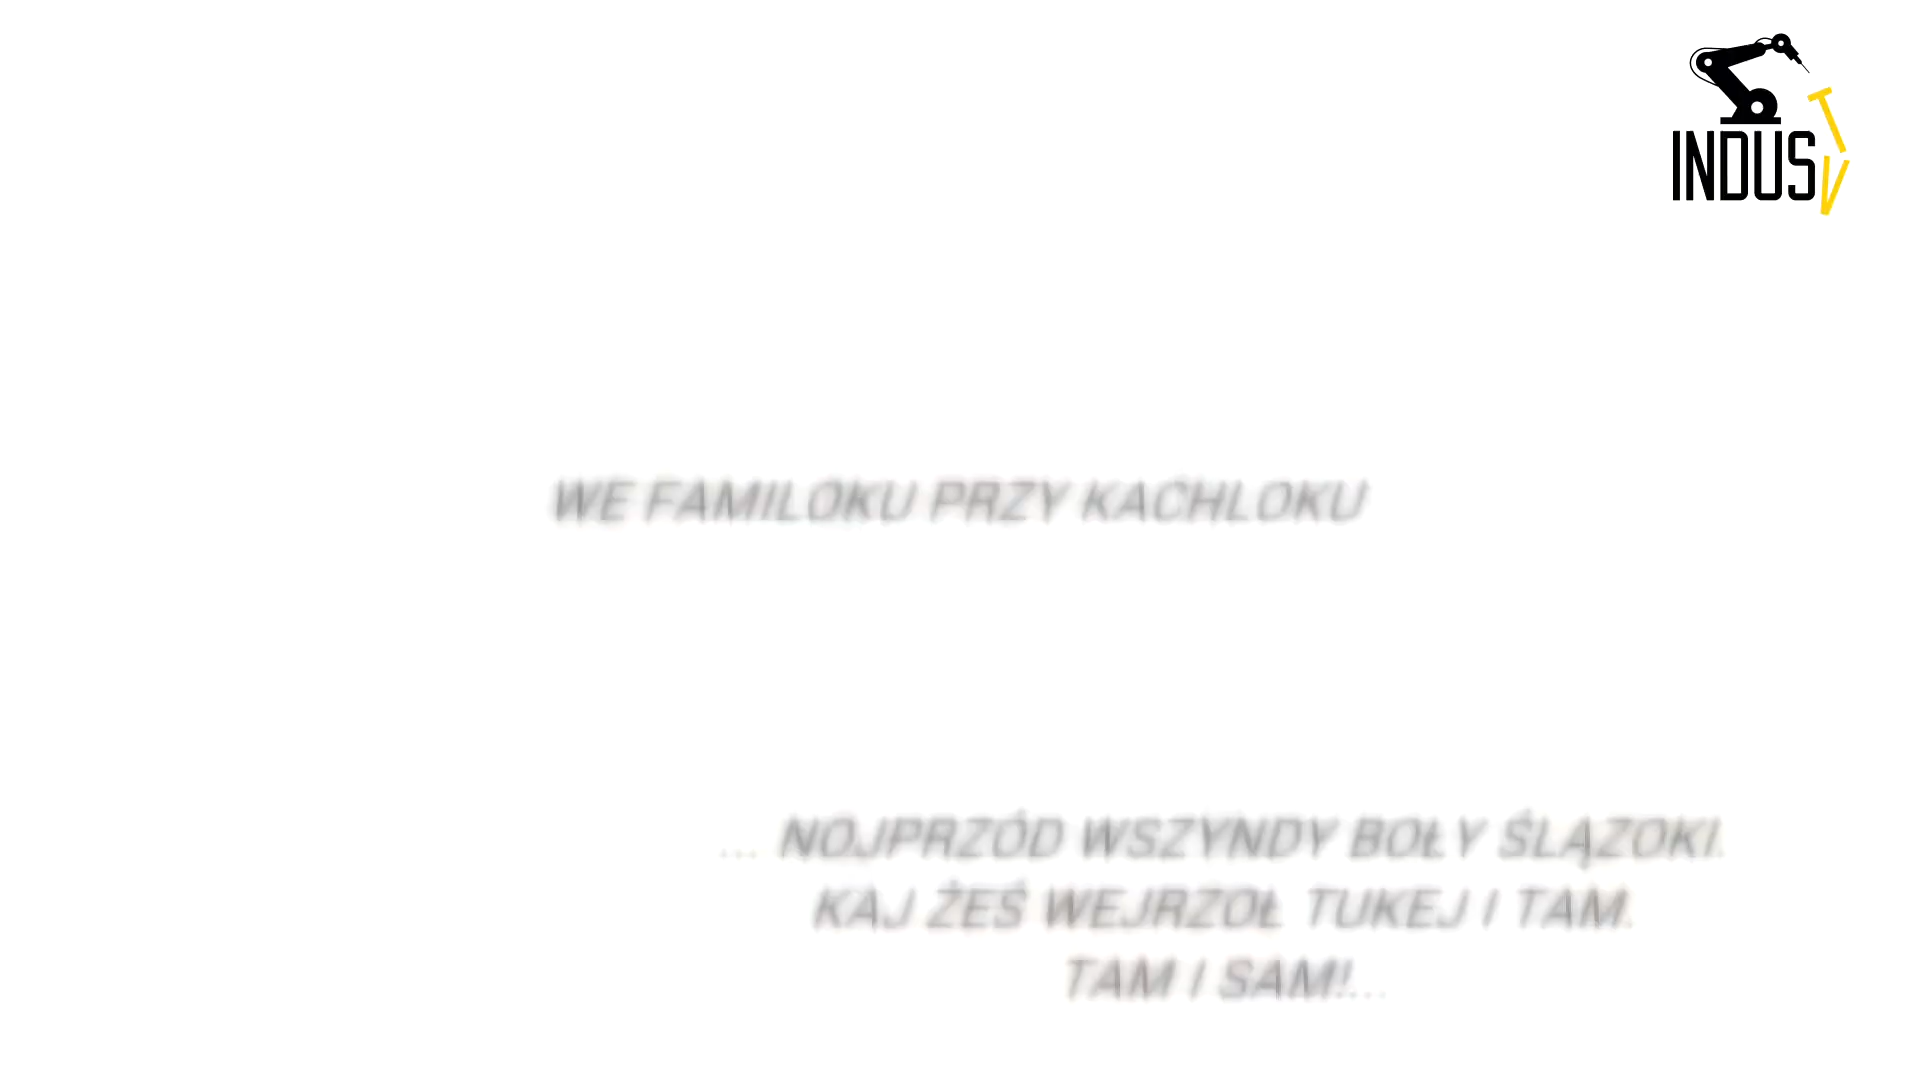 INDUS
TV
WE FAMILOKU PRZY KACHLOKU
... NOJPRZÓD WSZYNDY BOŁY ŚLĄZOKI.
KAJ ŻEŚ WEJRZOŁ TUKEJ I TAM.
TAM I SAM!...